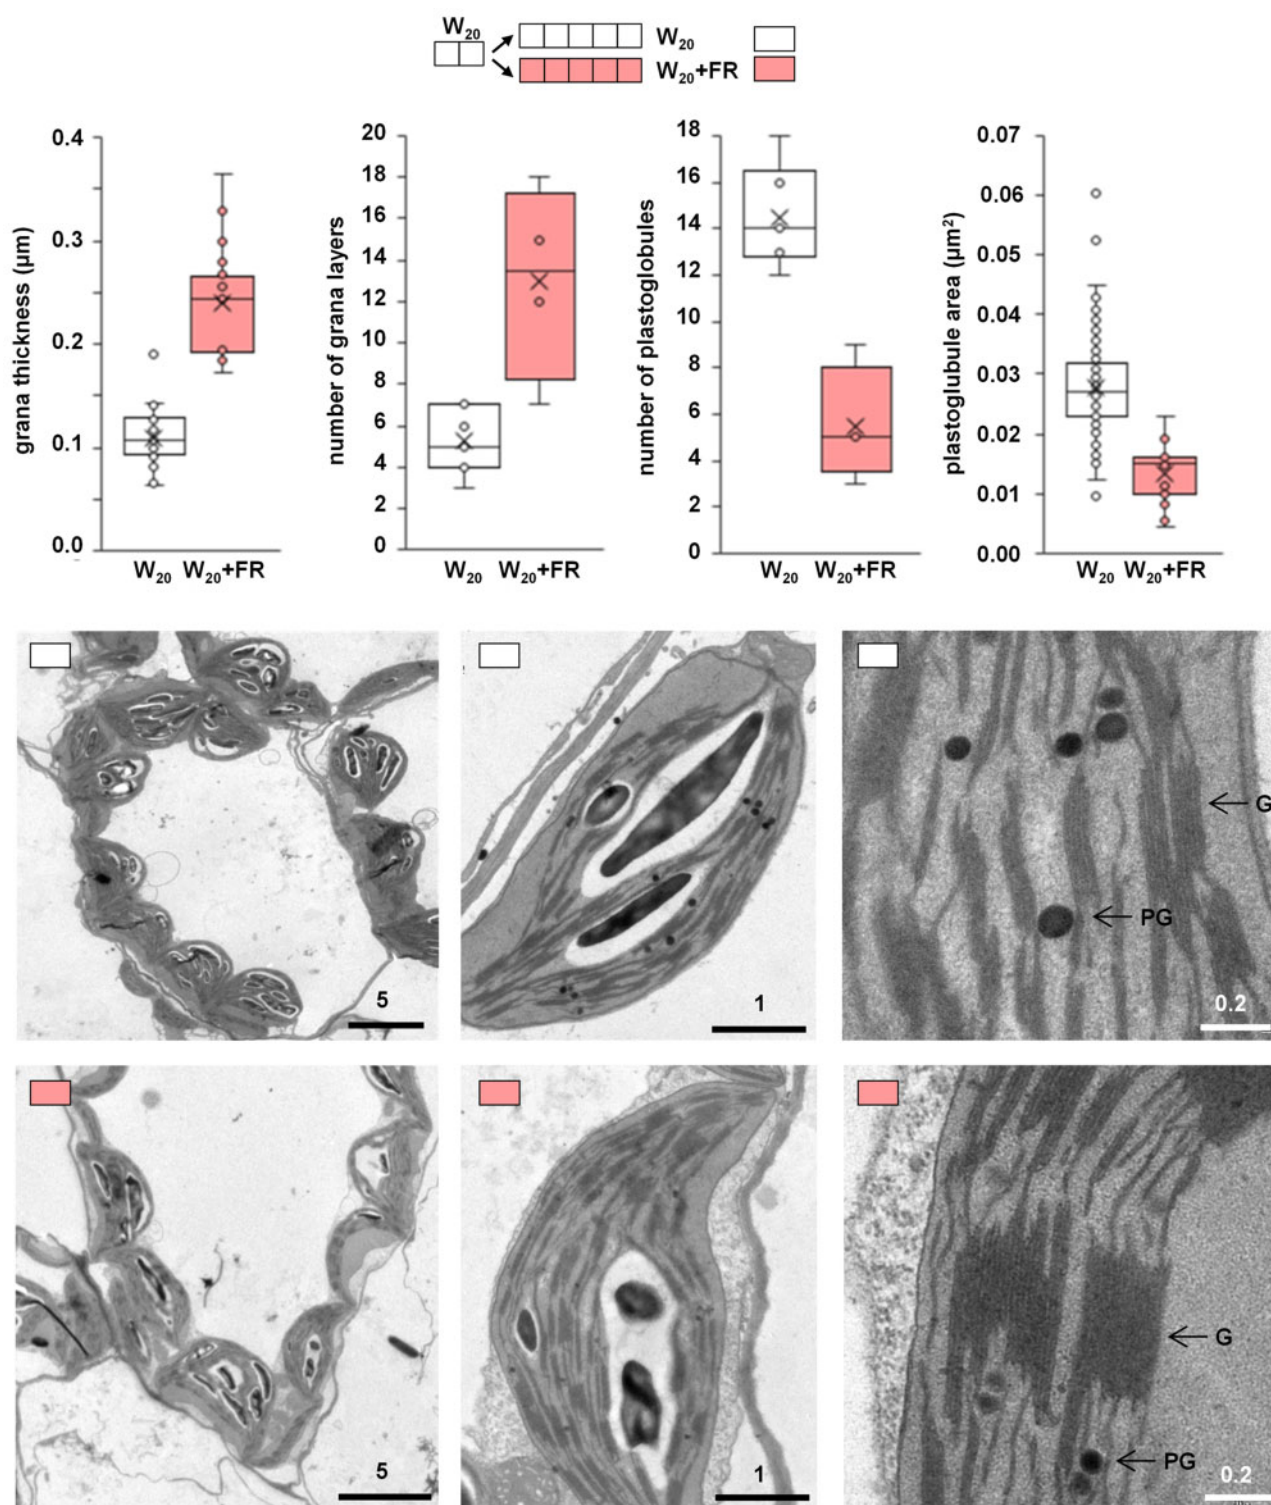 W20
W20
W20+FR
grana thickness (μm)
0.4
0.3
0.2
0.1
0.0
W20 W20+FR
number of grana layers
20
18
16
14
12
10
8
6
4
2
0
W20 W20+FR
number of plastoglobules
18
16
14
12
10
8
6
4
2
0
W20 W20+FR
plastoglubule area (μm²)
0.07
0.06
0.05
0.04
0.03
0.02
0.01
0.00
W20 W20+FR
5
1
G
PG
0.2
5
1
G
PG
0.2